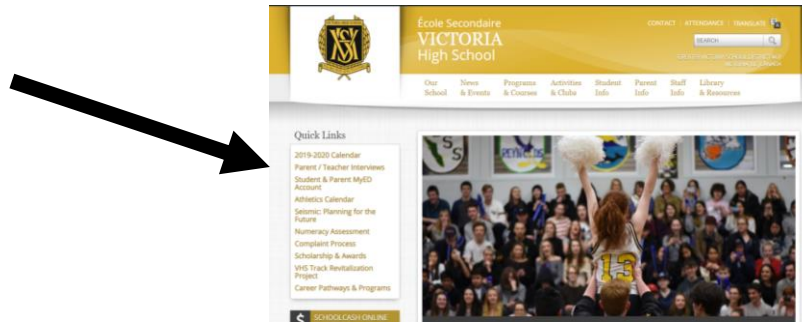 École Secondaire
VICTORIA
High School
CONTACT | ATTENDANCE | TRANSLATE
SEARCH
Our School
News & Events
Programs & Courses
Activities & Clubs
Student Info
Parent Info
Staff Info
Library & Resources
Quick Links
2019-2020 Calendar
Parent / Teacher Interviews
Student & Parent MyED
Account
Athletics Calendar
Seismic: Planning for the
Future
Numeracy Assessment
Complaint Process
Scholarship & Awards
VHS Track Revitalization
Project
Career Pathways & Programs
$ SCHOOLCASH ONLINE
13